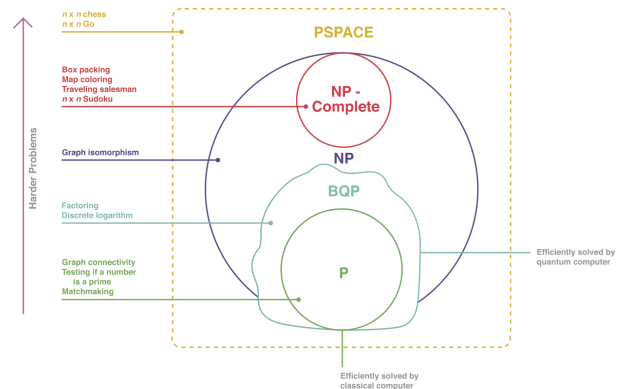 n x n chess
n x n Go
PSPACE
Box packing
Map coloring
Traveling salesman
n x n Sudoku
NP -
Complete
Harder Problems
Graph isomorphism
NP
BQP
Factoring
Discrete logarithm
Efficiently solved by
quantum computer
Graph connectivity
Testing if a number
is a prime
Matchmaking
P
Efficiently solved by
classical computer